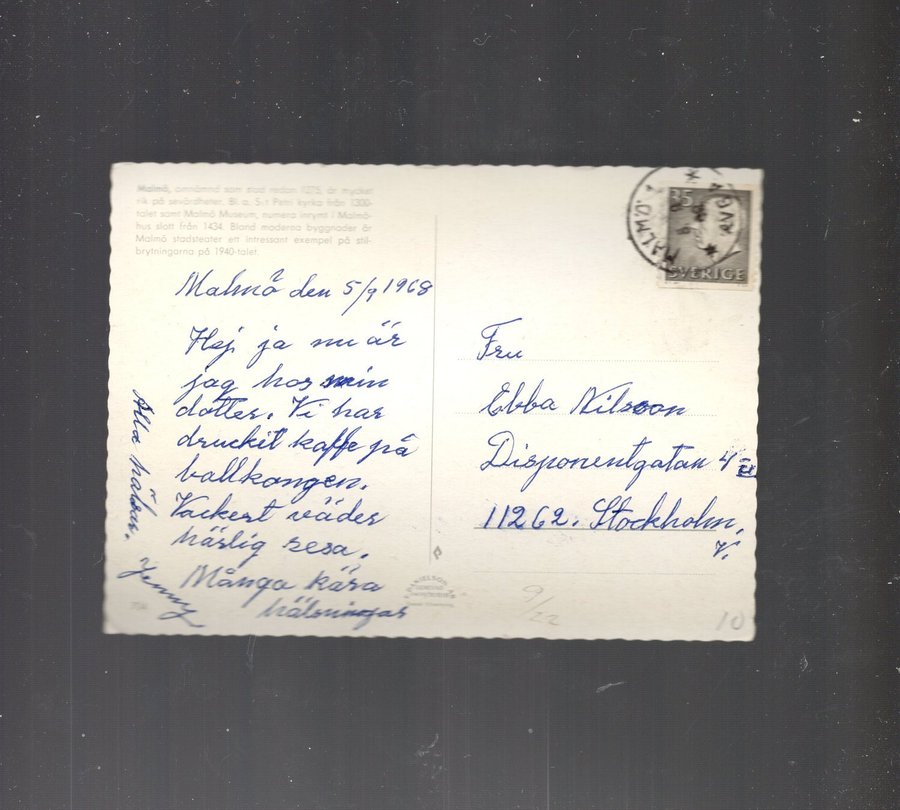 Malmö, omnämnd som stad redan 1275, är mycket
rik på sevärdheter. Bl. a. S:t Petri kyrka från 1300-
talet samt Malmö Museum, numera inrymt i Malmö-
hus slott från 1434. Bland moderna byggnader är
Malmö stadsteater ett intressant exempel på stil-
brytningarna på 1940-talet.
Malmö den 5/9 1968
Hej ja nu är
jag hos min
dotter. Vi har
druckit kaffe på
ballkongen.
Vackert väder
härlig resa.
Många kära
hälsningar
Jenny
Alla hälsar.
MALMÖ
35
SVERIGE
Fru
Ebba Nilsson
Disponentgatan 4
11262. Stockholm.
V.
9/22
10